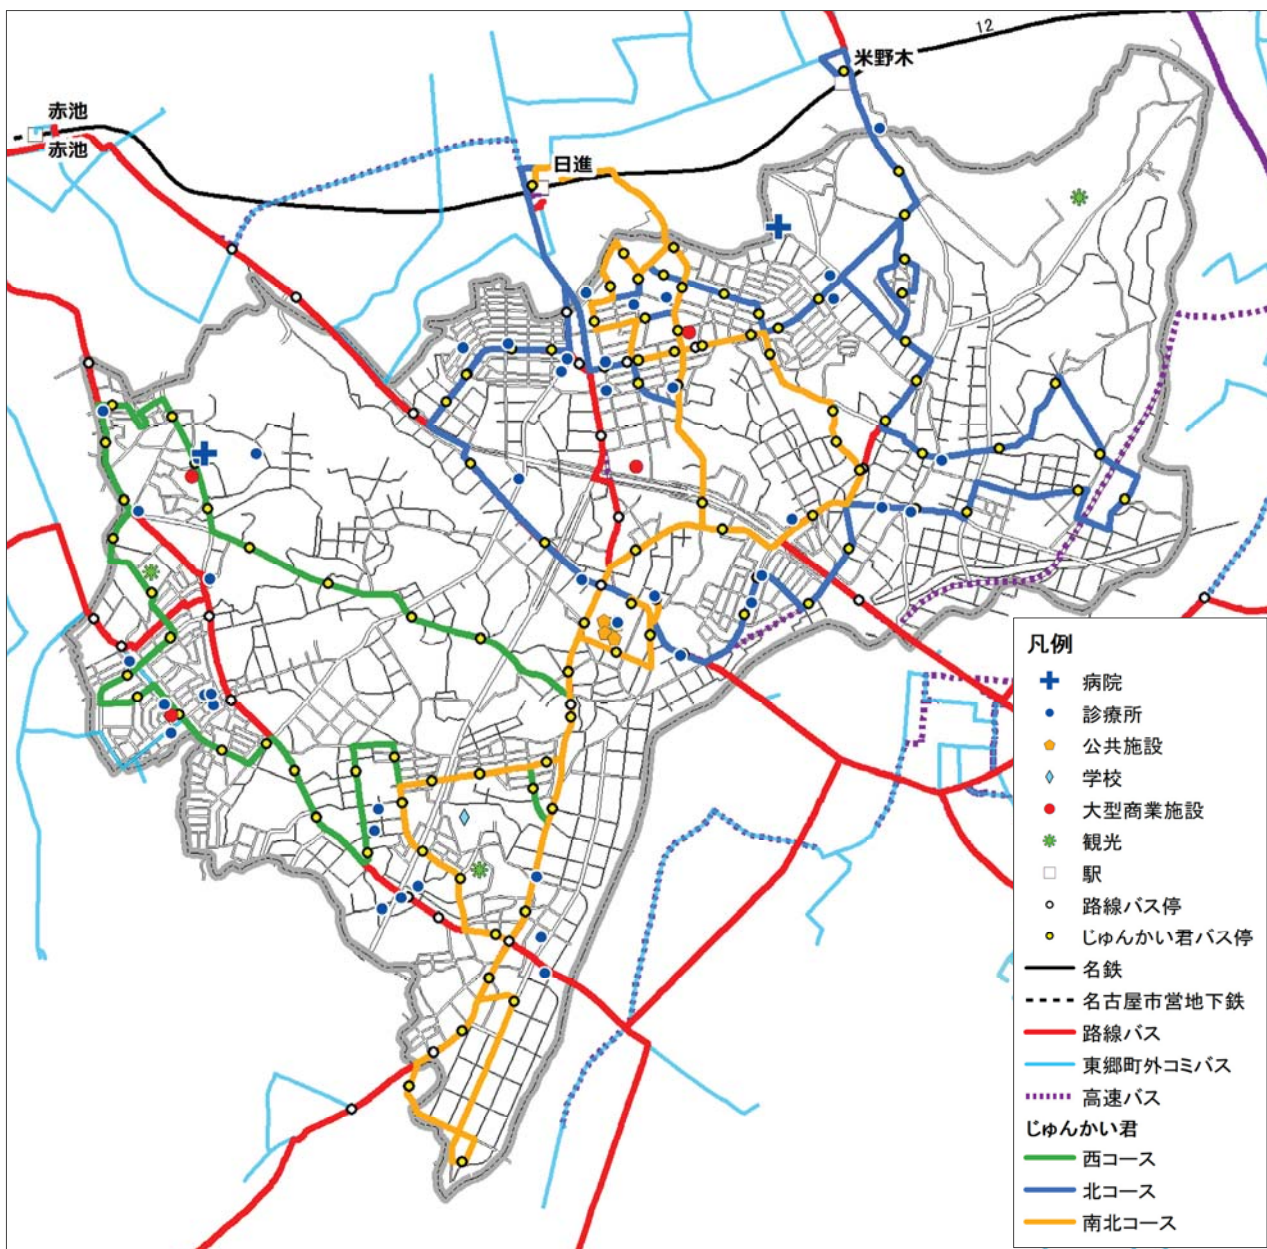 12
米野木
赤池
赤池
日進
凡例
病院
診療所
公共施設
学校
大型商業施設
観光
駅
路線バス停
じゅんかい君バス停
名鉄
名古屋市営地下鉄
路線バス
東郷町外コミバス
高速バス
じゅんかい君
西コース
北コース
南北コース